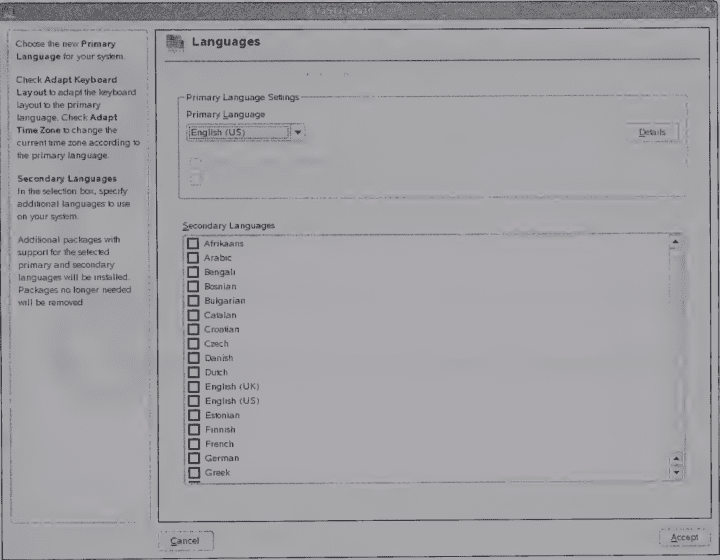 Choose the new Primary
Language for your system.
Check Adapt Keyboard
Layout to adapt the keyboard
layout to the primary
language. Check Adapt
Time Zone to change the
current time zone according to
the primary language.
Secondary Languages
In the selection box, specify
additional languages to use
on your system.
Additional packages with
support for the selected
primary and secondary
languages will be installed.
Packages no longer needed
will be removed
Languages
Primary Language Settings
Primary Language
English (US)
Details
Secondary Languages
Afrikaans
Arabic
Bengali
Bosnian
Bulgarian
Catalan
Croatian
Czech
Danish
Dutch
English (UK)
English (US)
Estonian
Finnish
French
German
Greek
Cancel
Accept